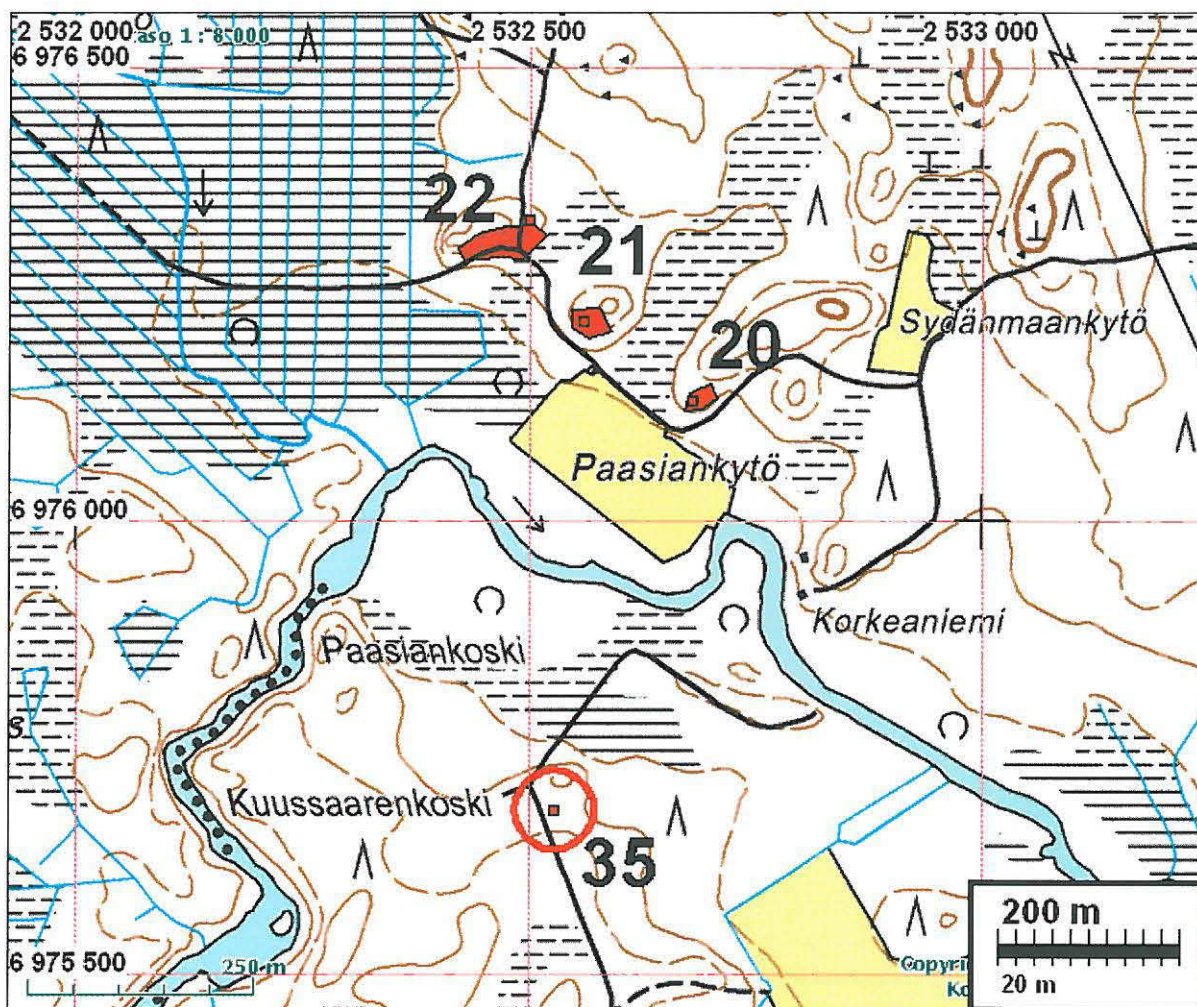 2 532 000
aso 1 : 8 000
2 532 500
2 533 000
6 976 500
22
21
20
Sydänmaankytö
Paasiankytö
6 976 000
Korkeaniemi
Paasiankoski
Kuussaarenkoski
35
200 m
20 m
6 975 500
250 m
Copyri
Ko